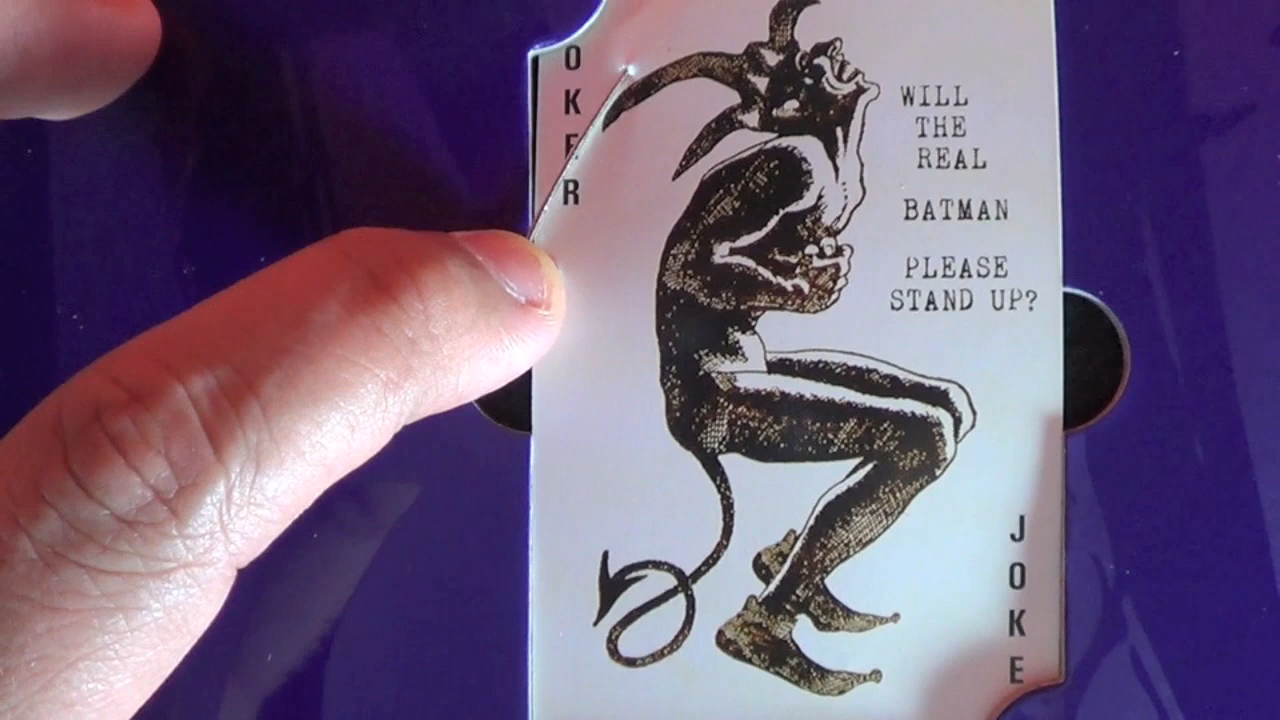 OKER
WILL
THE
REAL
BATMAN
PLEASE
STAND UP?
JOKE